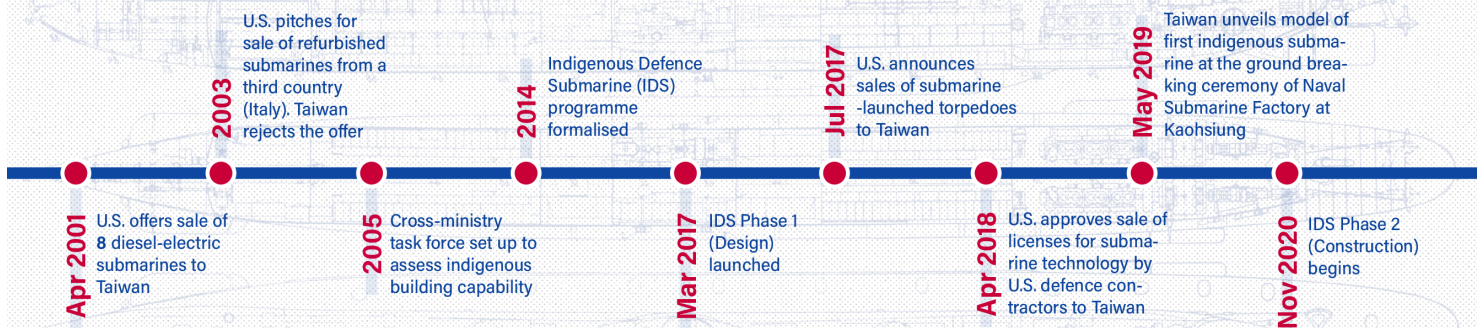 Apr 2001
U.S. offers sale of
8 diesel-electric
submarines to
Taiwan
2003
U.S. pitches for
sale of refurbished
submarines from a
third country
(Italy). Taiwan
rejects the offer
2005
Cross-ministry
task force set up to
assess indigenous
building capability
2014
Indigenous Defence
Submarine (IDS)
programme
formalised
Mar 2017
IDS Phase 1
(Design)
launched
Jul 2017
U.S. announces
sales of submarine
-launched torpedoes
to Taiwan
Apr 2018
U.S. approves sale of
licenses for subma-
rine technology by
U.S. defence con-
tractors to Taiwan
May 2019
Taiwan unveils model of
first indigenous subma-
rine at the ground brea-
king ceremony of Naval
Submarine Factory at
Kaohsiung
Nov 2020
IDS Phase 2
(Construction)
begins